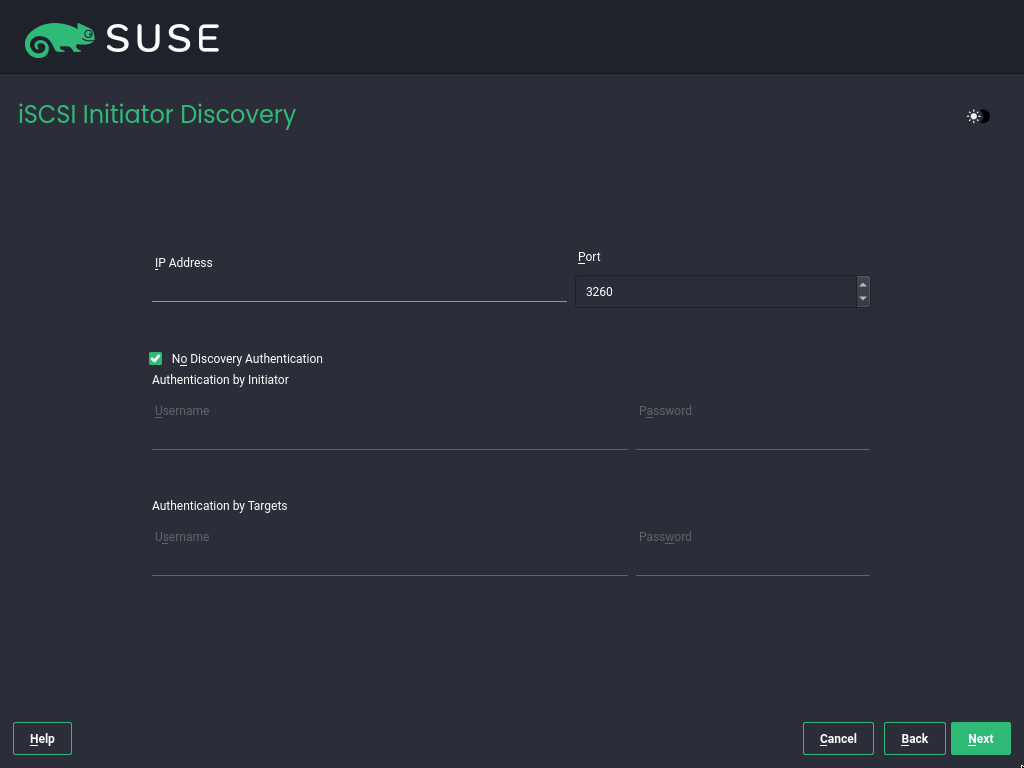 SUSE
iSCSI Initiator Discovery
IP Address
Port
3260
No Discovery Authentication
Authentication by Initiator
Username
Password
Authentication by Targets
Username
Password
Help
Cancel
Back
Next